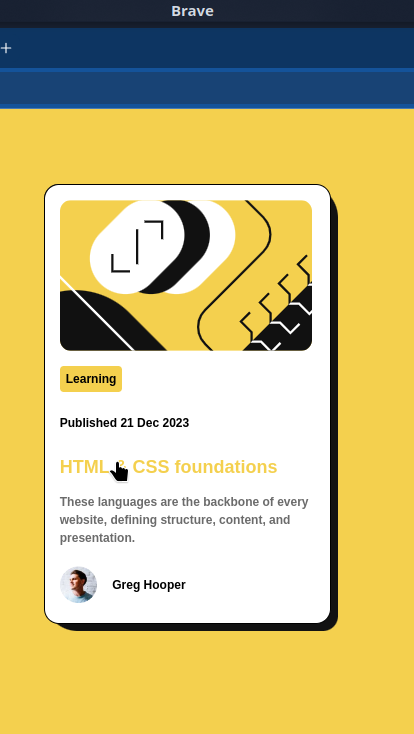 Brave
+
Learning
Published 21 Dec 2023
HTML & CSS foundations
These languages are the backbone of every
website, defining structure, content, and
presentation.
Greg Hooper